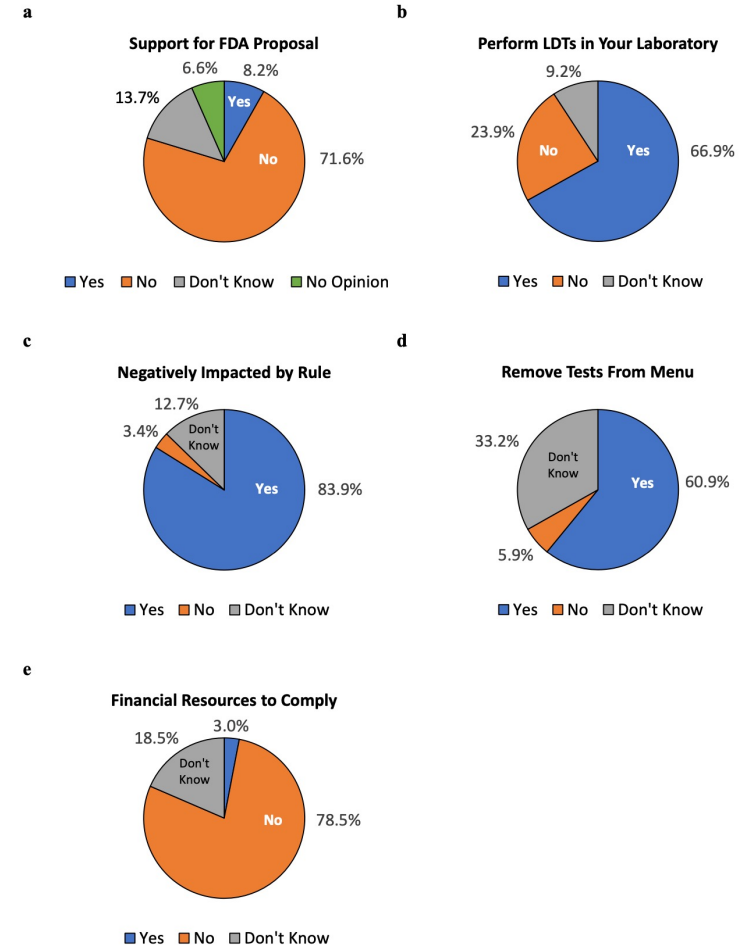 a
Support for FDA Proposal
6.6%
8.2%
13.7%
Yes
No
71.6%
Yes No Don't Know No Opinion
b
Perform LDTs in Your Laboratory
9.2%
23.9%
No
Yes
66.9%
Yes No Don't Know
c
Negatively Impacted by Rule
12.7%
3.4%
Don't
Know
Yes
83.9%
Yes No Don't Know
d
Remove Tests From Menu
33.2%
Don't
Know
Yes
60.9%
5.9%
Yes No Don't Know
e
Financial Resources to Comply
3.0%
18.5%
Don't
Know
No
78.5%
Yes No Don't Know